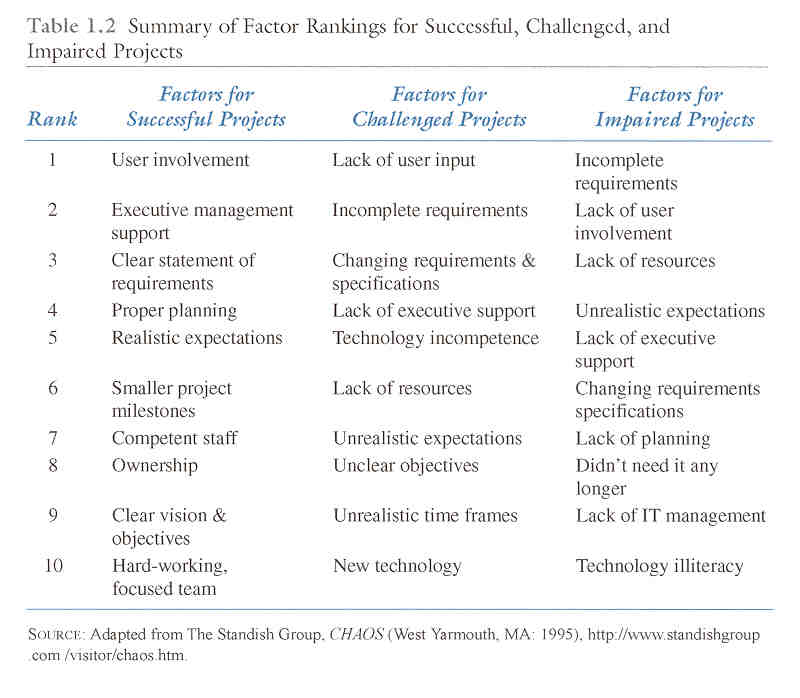 Table 1.2 Summary of Factor Rankings for Successful, Challenged, and
Impaired Projects
Factors for Factors for Factors for
Rank Successful Projects Challenged Projects Impaired Projects
1 User involvement Lack of user input Incomplete
requirements
2 Executive management Incomplete requirements Lack of user
support involvement
3 Clear statement of Changing requirements & Lack of resources
requirements specifications
4 Proper planning Lack of executive support Unrealistic expectations
5 Realistic expectations Technology incompetence Lack of executive
support
6 Smaller project Lack of resources Changing requirements
milestones specifications
7 Competent staff Unrealistic expectations Lack of planning
8 Ownership Unclear objectives Didn't need it any
longer
9 Clear vision & Unrealistic time frames Lack of IT management
objectives
10 Hard-working, New technology Technology illiteracy
focused team
SOURCE: Adapted from The Standish Group, CHAOS (West Yarmouth, MA: 1995), http://www.standishgroup
.com /visitor/chaos.htm.